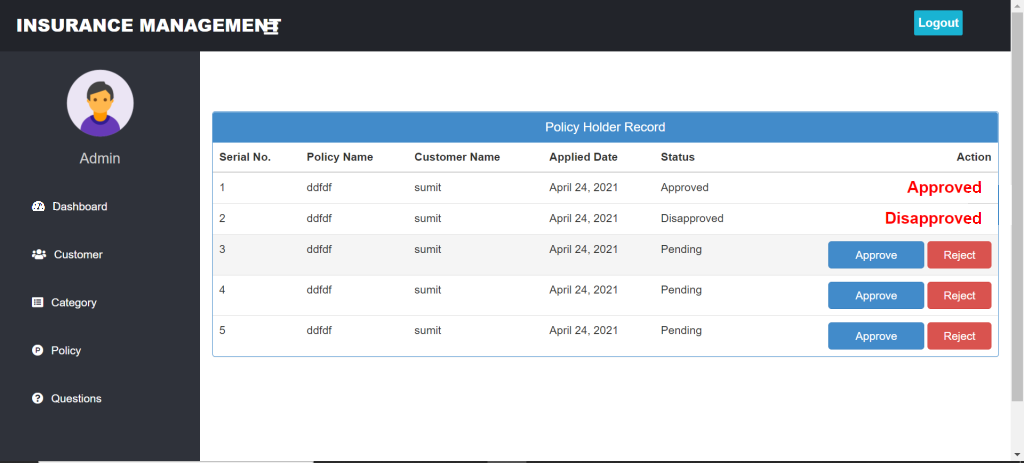 INSURANCE MANAGEMENT
Logout
Admin
Dashboard
Customer
Category
Policy
Questions
Policy Holder Record
Serial No. Policy Name Customer Name Applied Date Status Action
1 ddfdf sumit April 24, 2021 Approved Approved
2 ddfdf sumit April 24, 2021 Disapproved Disapproved
3 ddfdf sumit April 24, 2021 Pending Approve Reject
4 ddfdf sumit April 24, 2021 Pending Approve Reject
5 ddfdf sumit April 24, 2021 Pending Approve Reject